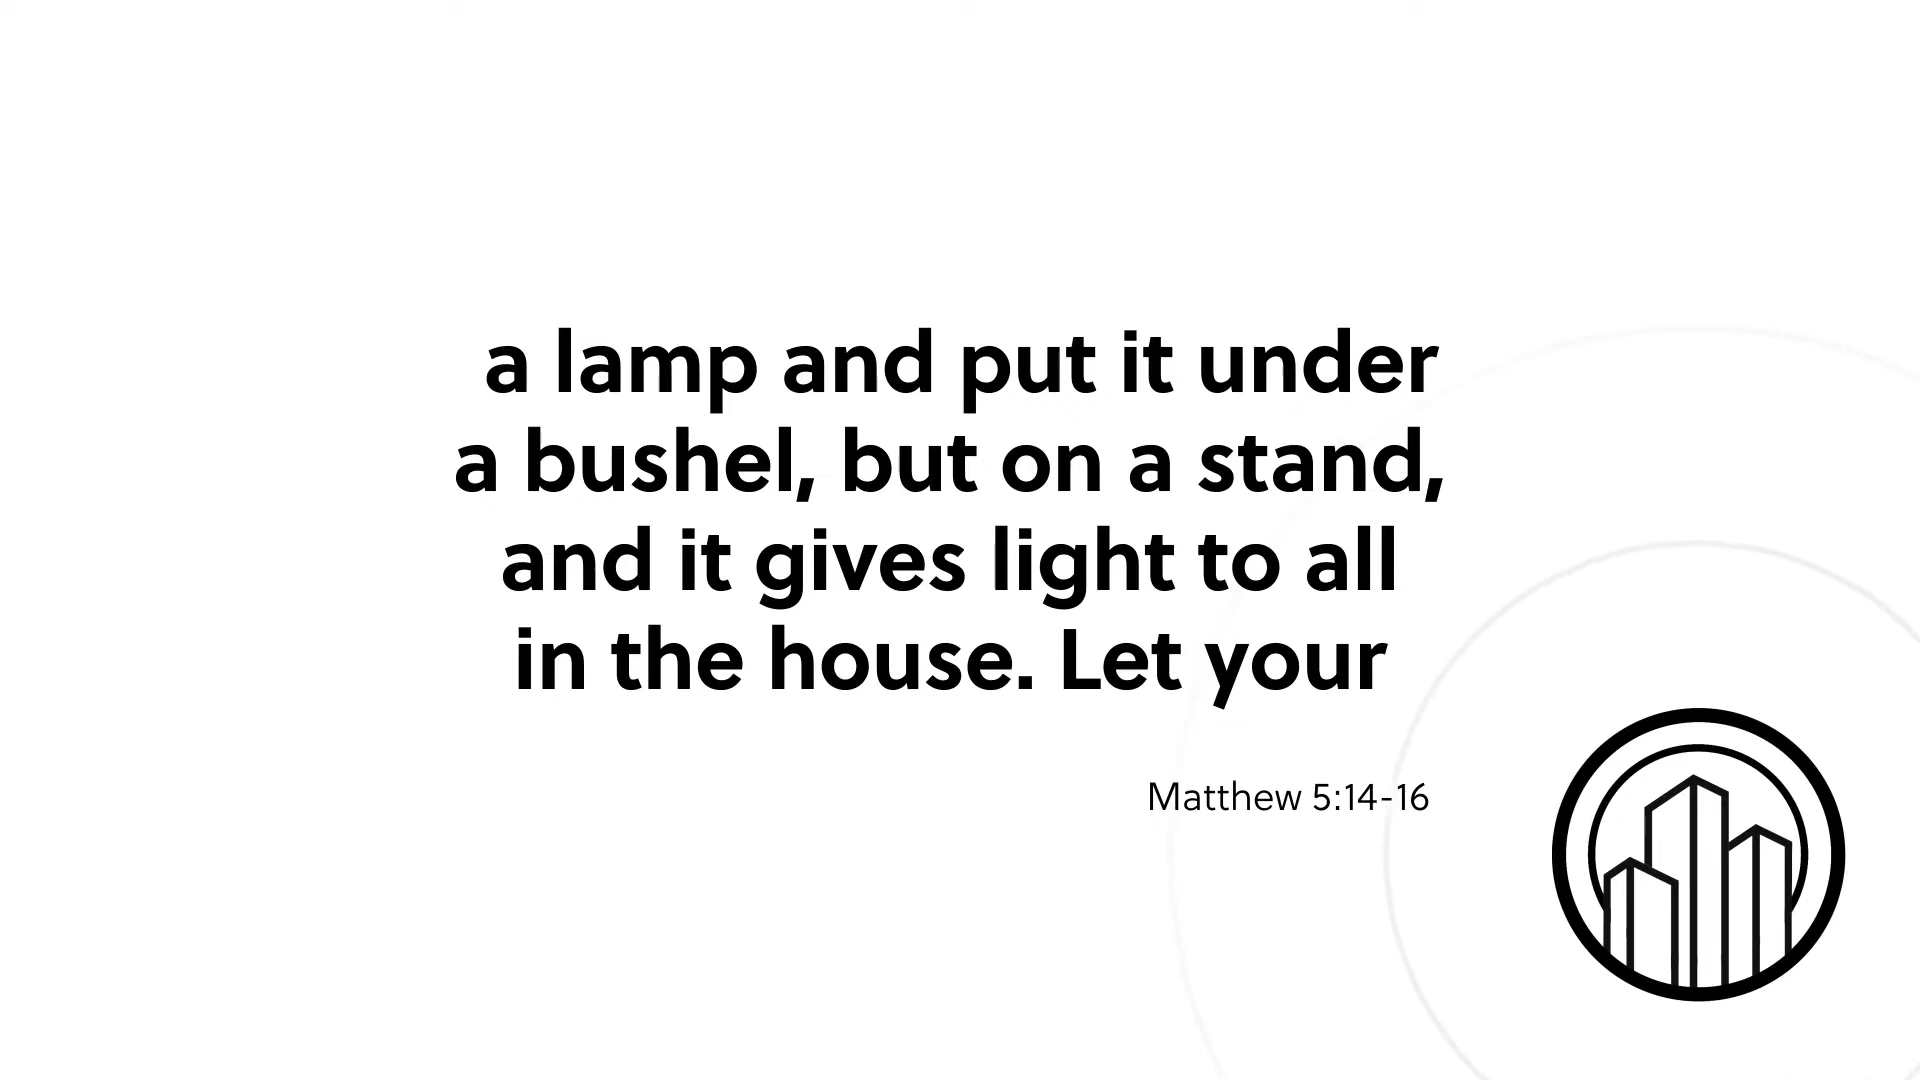 a lamp and put it under
a bushel, but on a stand,
and it gives light to all
in the house. Let your
Matthew 5:14-16